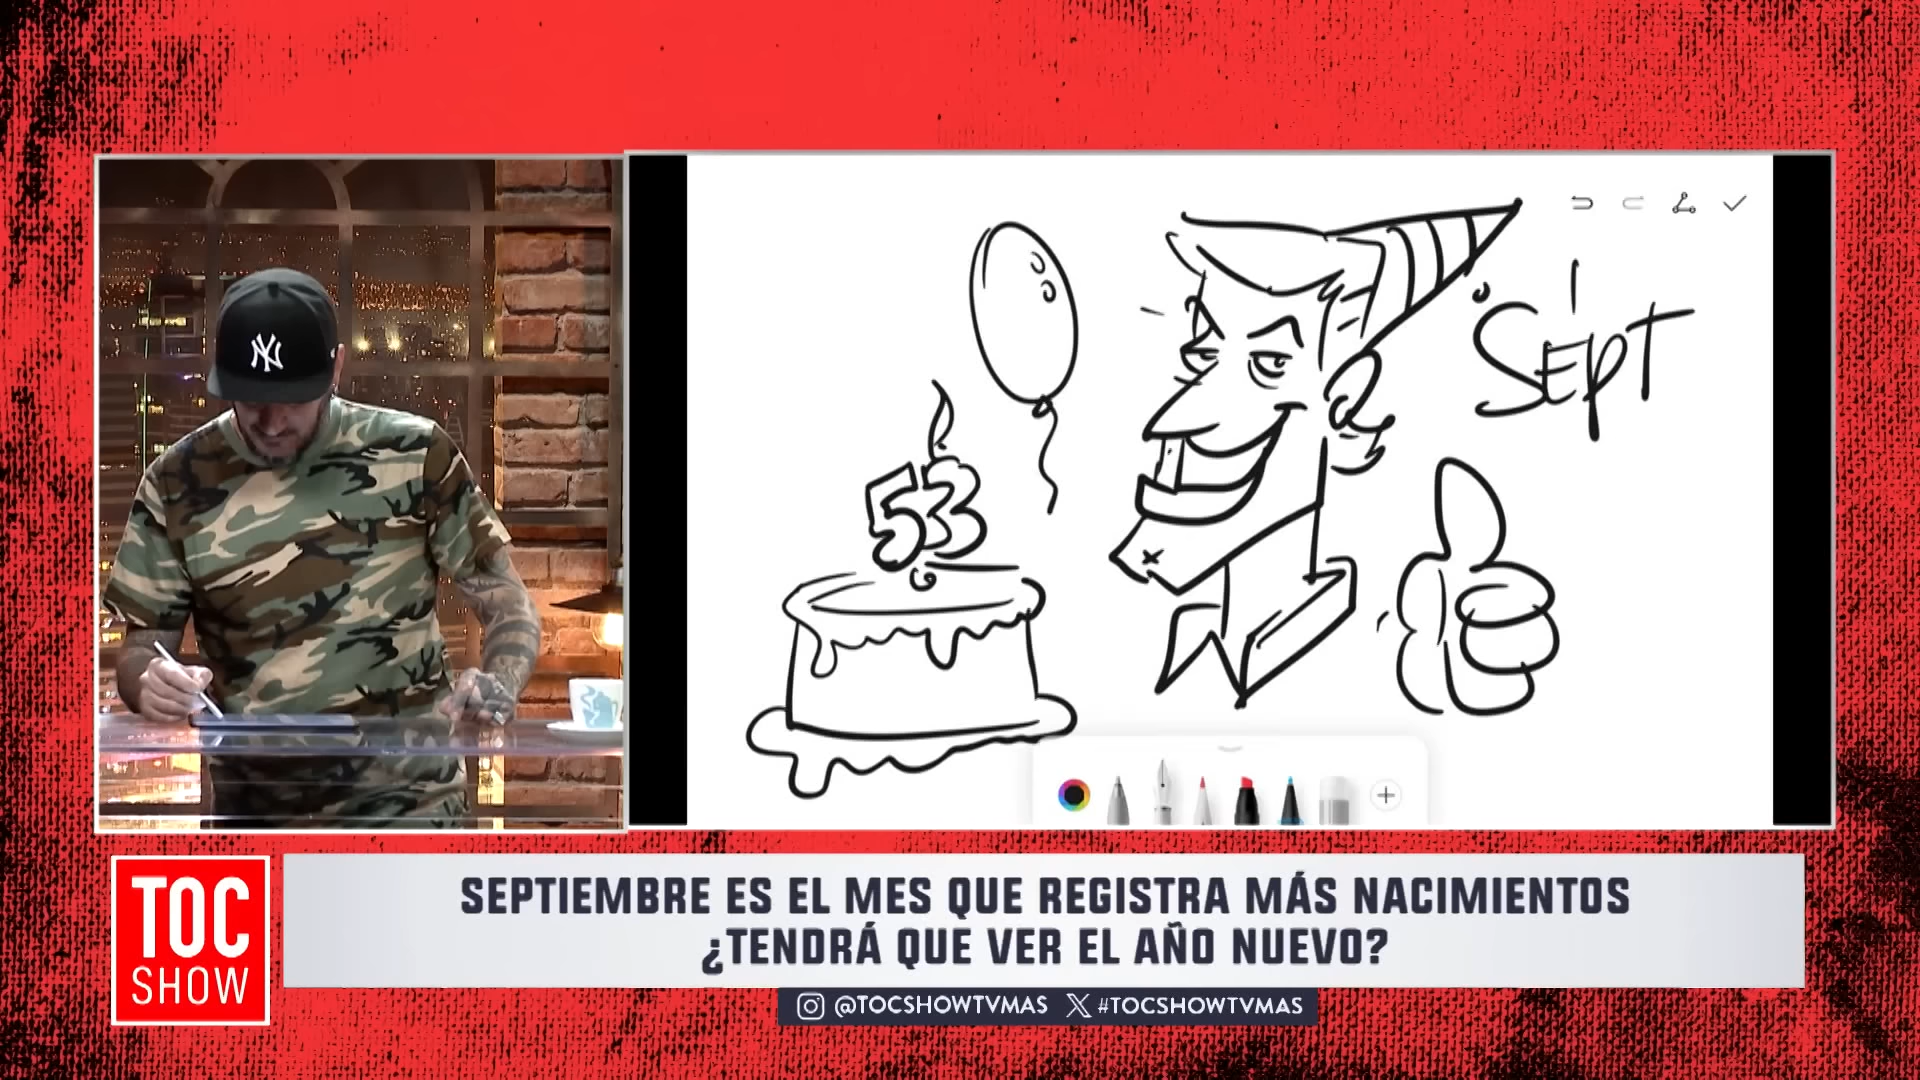 NY
53
1
SEPT
TOC
SHOW
SEPTIEMBRE ES EL MES QUE REGISTRA MÁS NACIMIENTOS
¿TENDRÁ QUE VER EL AÑO NUEVO?
@TOCSHOWTVMAS X #TOCSHOWTVMAS